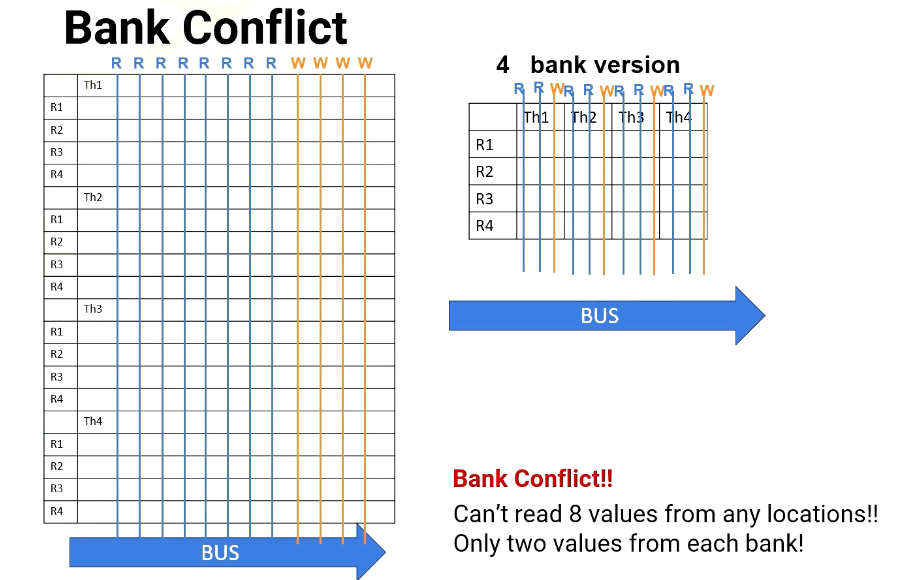 Bank Conflict
R R R R R R R R W W W W
Th1
R1
R2
R3
R4
Th2
R1
R2
R3
R4
Th3
R1
R2
R3
R4
Th4
R1
R2
R3
R4
BUS
4 bank version
R R W R R W R R W R R W
Th1 Th2 Th3 Th4
R1
R2
R3
R4
BUS
Bank Conflict!!
Can't read 8 values from any locations!!
Only two values from each bank!